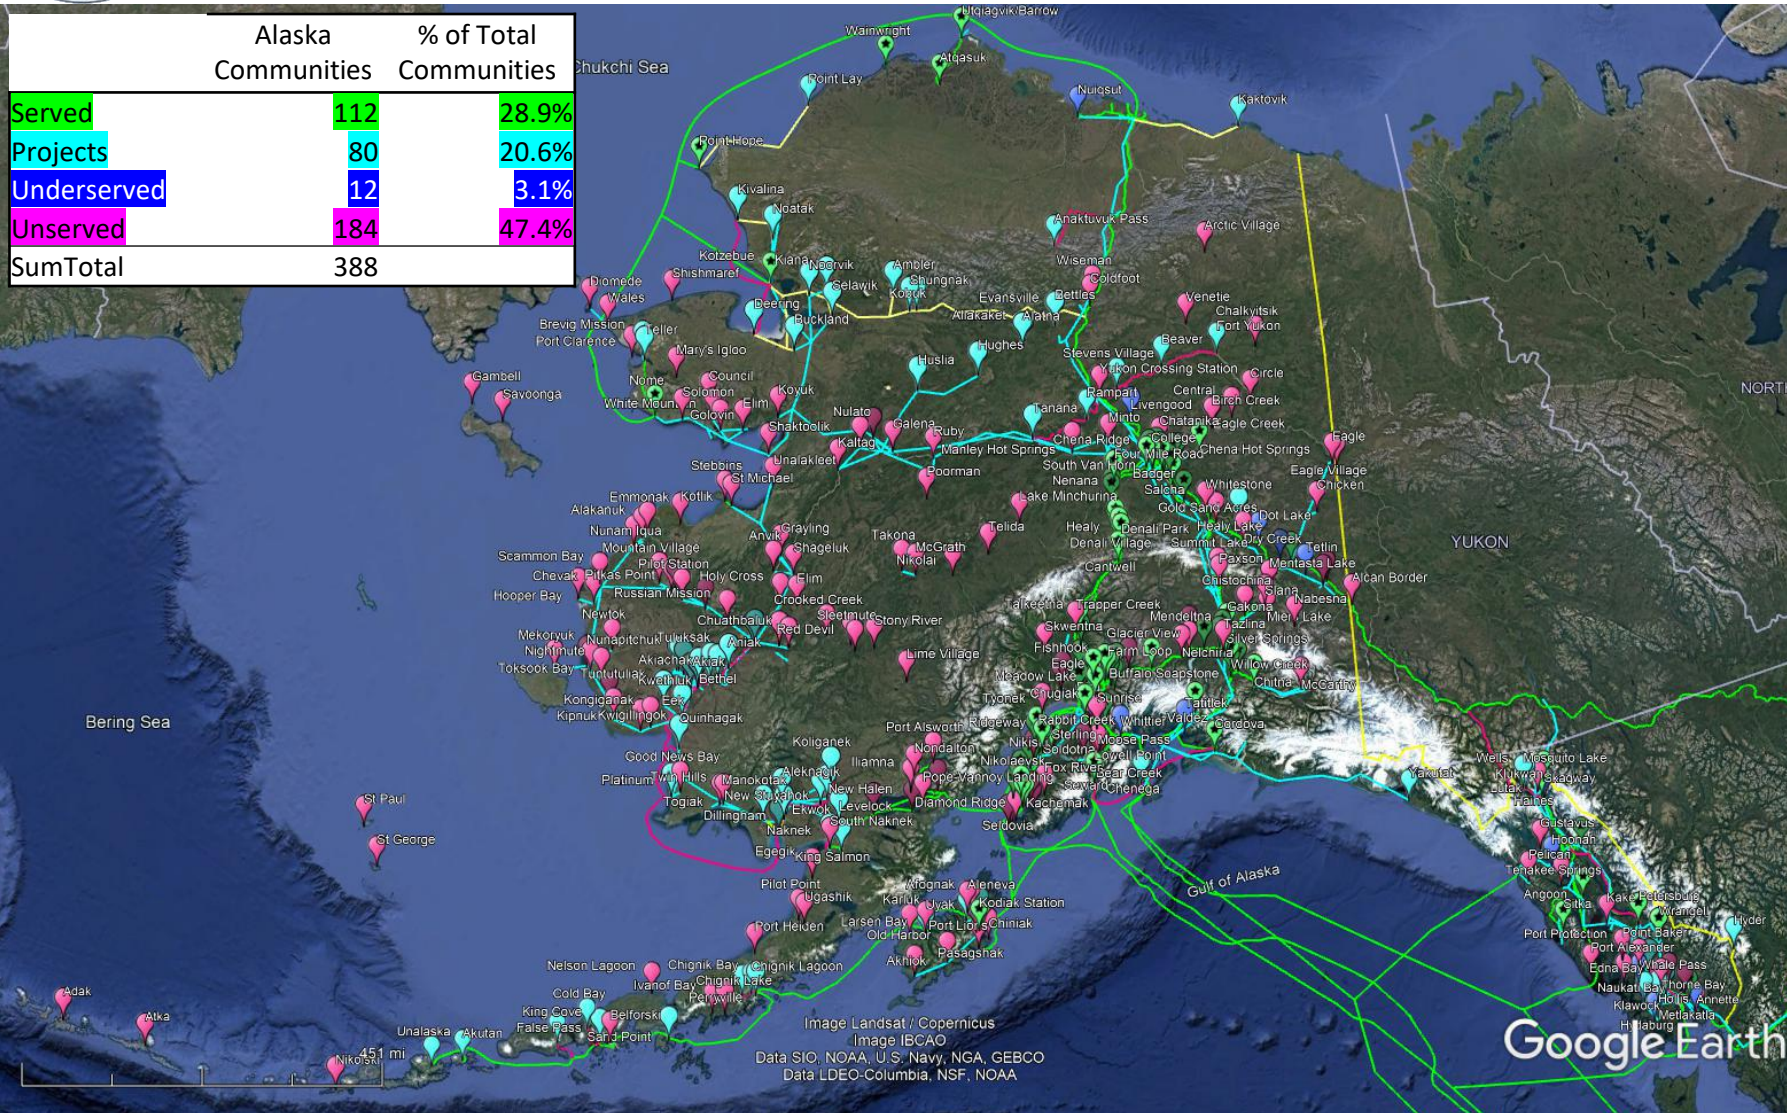 Alaska Communities % of Total Communities
Served 112 28.9%
Projects 80 20.6%
Underserved 12 3.1%
Unserved 184 47.4%
SumTotal 388
Chukchi Sea
Utqiagvik/Barrow
Wainwright
Atqasuk
Point Lay
Nuiqsut
Kaktovik
Point Hope
Kivalina
Noatak
Anaktuvuk Pass
Arctic Village
Kotzebue
Kiana
Noorvik
Ambler
Shungnak
Kobuk
Selawik
Wiseman
Coldfoot
Shishmaref
Diomede
Wales
Deering
Buckland
Evansville
Bettles
Allakaket
Alatna
Venetie
Chalkyitsik
Fort Yukon
Brevig Mission
Teller
Port Clarence
Mary's Igloo
Hughes
Huslia
Beaver
Stevens Village
Yukon Crossing Station
Circle
Central
Birch Creek
Gambell
Savoonga
Nome
Council
Solomon
White Mountain
Golovin
Elim
Koyuk
Rampart
Livengood
Tanana
Minto
Chatanika
Eagle Creek
Nulato
Galena
Ruby
Kaltag
Shaktoolik
Unalakleet
Manley Hot Springs
Chena Ridge
College
Four Mile Road
Chena Hot Springs
Eagle
Eagle Village
Chicken
South Van Horn
Badger
Nenana
Salcha
Whitestone
Poorman
Stebbins
St Michael
Lake Minchumina
Gold Sand Acres
Dot Lake
Emmonak
Kotlik
Alakanuk
Nunam Iqua
Grayling
Anvik
Shageluk
Takona
McGrath
Nikolai
Telida
Healy
Denali Park
Denali Village
Cantwell
Healy Lake
Summit Lake
Dry Creek
Tetlin
Paxson
Mentasta Lake
Alcan Border
YUKON
NORT
Scammon Bay
Mountain Village
Pilot Station
Chevak
Pitkas Point
Holy Cross
Elim
Hooper Bay
Russian Mission
Crooked Creek
Chistochina
Slana
Nabesna
Newtok
Chuathbaluk
Sleetmute
Red Devil
Stony River
Talkeetna
Trapper Creek
Gakona
Mendeltna
Tazlina
Silver Springs
Mekoryuk
Nunapitchuk
Tuluksak
Aniak
Nightmute
Akiachak
Akiak
Toksook Bay
Tuntutuliak
Kwethluk
Bethel
Lime Village
Skwentna
Glacier View
Fishhook
Farm Loop
Nelchina
Eagle
Willow Creek
Buffalo Soapstone
Meadow Lake
Chitna
McCarthy
Kongiganak
Eek
Kipnuk
Kwigillingok
Quinhagak
Tyonek
Chugiak
Sunrise
Tatitlek
Ridgeway
Rabbit Creek
Whittier
Valdez
Cordova
Bering Sea
Port Alsworth
Nikiski
Sterling
Moose Pass
Soldotna
Koliganek
Nondalton
Iliamna
Lowell Point
Nikolaevsk
Fox River
Bear Creek
Good News Bay
Platinum
Twin Hills
Manokotak
Aleknagik
Pope-Vannoy Landing
Seward
Chenega
Togiak
New Stuyahok
New Halen
Ekwok
Levelock
Diamond Ridge
Kachemak
Dillingham
South Naknek
Naknek
Seldovia
Yakutat
Mosquito Lake
Klukwan
Skagway
Lutak
Haines
St Paul
St George
Egegik
King Salmon
Gustavus
Hoonah
Pelican
Tenakee Springs
Pilot Point
Ugashik
Afognak
Aleneva
Karluk
Uyak
Kodiak Station
Larsen Bay
Port Lions
Chiniak
Old Harbor
Pasagshak
Akhiok
Port Heiden
Gulf of Alaska
Angoon
Sitka
Kake
Petersburg
Wrangel
Hyder
Port Protection
Point Baker
Port Alexander
Edna Bay
Whale Pass
Naukati Bay
Thorne Bay
Klawock
Hollis
Annette
Metlakatla
Hydaburg
Nelson Lagoon
Chignik Bay
Chignik Lagoon
Ivanof Bay
Chignik Lake
Perryville
Cold Bay
King Cove
Belforski
False Pass
Sand Point
Adak
Atka
Unalaska
Akutan
Nikolski
451 mi
Image Landsat / Copernicus
Image IBCAO
Data SIO, NOAA, U.S. Navy, NGA, GEBCO
Data LDEO-Columbia, NSF, NOAA
Google Earth